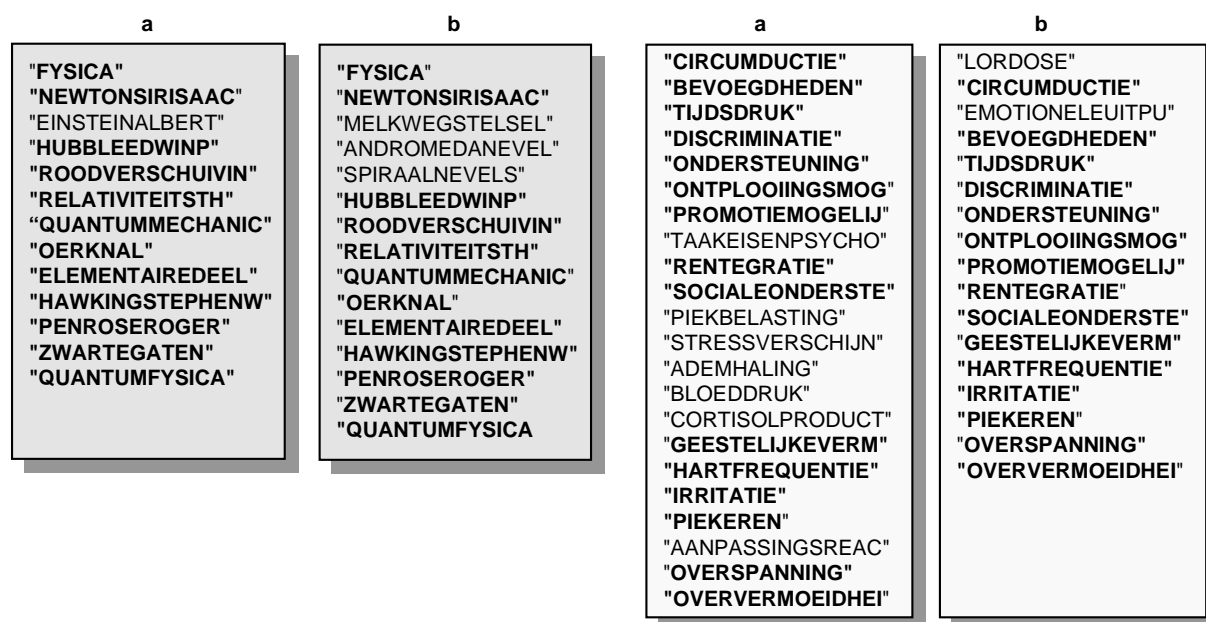 a
"FYSICA"
"NEWTONSIRISAAC"
"EINSTEINALBERT"
"HUBBLEEDWINP"
"ROODVERSCHUIVIN"
"RELATIVITEITSTH"
“QUANTUMMECHANIC"
"OERKNAL"
"ELEMENTAIREDEEL"
"HAWKINGSTEPHENW"
"PENROSEROGER"
"ZWARTEGATEN"
"QUANTUMFYSICA"
b
"FYSICA"
"NEWTONSIRISAAC"
"MELKWEGSTELSEL"
"ANDROMEDANEVEL"
"SPIRAALNEVELS"
"HUBBLEEDWINP"
"ROODVERSCHUIVIN"
"RELATIVITEITSTH"
"QUANTUMMECHANIC"
"OERKNAL"
"ELEMENTAIREDEEL"
"HAWKINGSTEPHENW"
"PENROSEROGER"
"ZWARTEGATEN"
"QUANTUMFYSICA
a
"CIRCUMDUCTIE"
"BEVOEGDHEDEN"
"TIJDSDRUK"
"DISCRIMINATIE"
"ONDERSTEUNING"
"ONTPLOOIINGSMOG"
"PROMOTIEMOGELIJ"
"TAAKEISENPSYCHO"
"RENTEGRATIE"
"SOCIALEONDERSTE"
"PIEKBELASTING"
"STRESSVERSCHIJN"
"ADEMHALING"
"BLOEDDRUK"
"CORTISOLPRODUCT"
"GEESTELIJKEVERM"
"HARTFREQUENTIE"
"IRRITATIE"
"PIEKEREN"
"AANPASSINGSREAC"
"OVERSPANNING"
"OVERVERMOEIDHEI"
b
"LORDOSE"
"CIRCUMDUCTIE"
"EMOTIONELEUITPU"
"BEVOEGDHEDEN"
"TIJDSDRUK"
"DISCRIMINATIE"
"ONDERSTEUNING"
"ONTPLOOIINGSMOG"
"PROMOTIEMOGELIJ"
"RENTEGRATIE"
"SOCIALEONDERSTE"
"GEESTELIJKEVERM"
"HARTFREQUENTIE"
"IRRITATIE"
"PIEKEREN"
"OVERSPANNING"
"OVERVERMOEIDHEI"